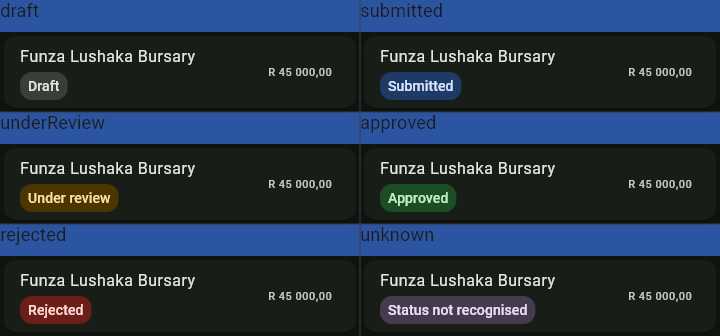 draft
submitted
Funza Lushaka Bursary
Draft
R 45 000,00
Funza Lushaka Bursary
Submitted
R 45 000,00
underReview
approved
Funza Lushaka Bursary
Under review
R 45 000,00
Funza Lushaka Bursary
Approved
R 45 000,00
rejected
unknown
Funza Lushaka Bursary
Rejected
R 45 000,00
Funza Lushaka Bursary
Status not recognised
R 45 000,00